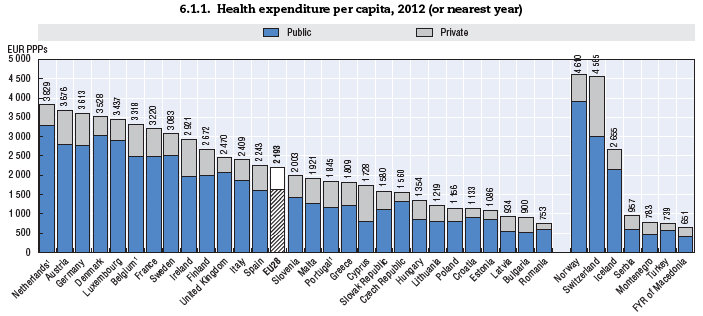 6.1.1. Health expenditure per capita, 2012 (or nearest year)
Public Private
EUR PPPs
5 000
4 500
4 000
3 500
3 000
2 500
2 000
1 500
1 000
500
0
3 829
3 676
3 613
3 528
3 437
3 318
3 220
3 083
2 921
2 672
2 470
2 409
2 243
2 193
2 003
1 921
1 845
1 809
1 728
1 580
1 560
1 354
1 219
1 156
1 133
1 086
934
900
753
4 610
4 565
2 655
957
783
739
651
Netherlands¹
Austria
Germany
Denmark
Luxembourg
Belgium¹
France
Sweden
Ireland
Finland
United Kingdom
Italy
Spain
EU28
Slovenia
Malta
Portugal¹
Greece
Cyprus
Slovak Republic
Czech Republic
Hungary
Lithuania
Poland
Croatia
Estonia
Latvia
Bulgaria
Romania
Norway
Switzerland
Iceland
Serbia
Montenegro
Turkey
FYR of Macedonia